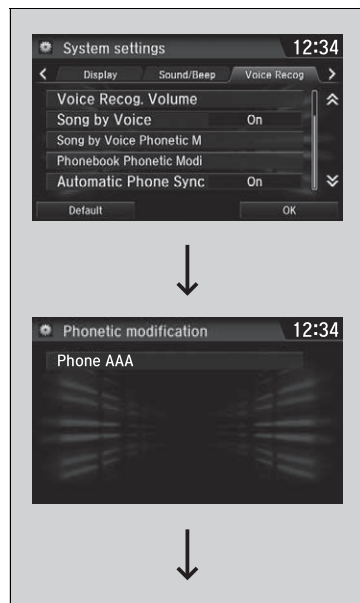 System settings 12:34
Display Sound/Beep Voice Recog
Voice Recog. Volume
Song by Voice On
Song by Voice Phonetic M
Phonebook Phonetic Modi
Automatic Phone Sync On
Default OK
Phonetic modification 12:34
Phone AAA